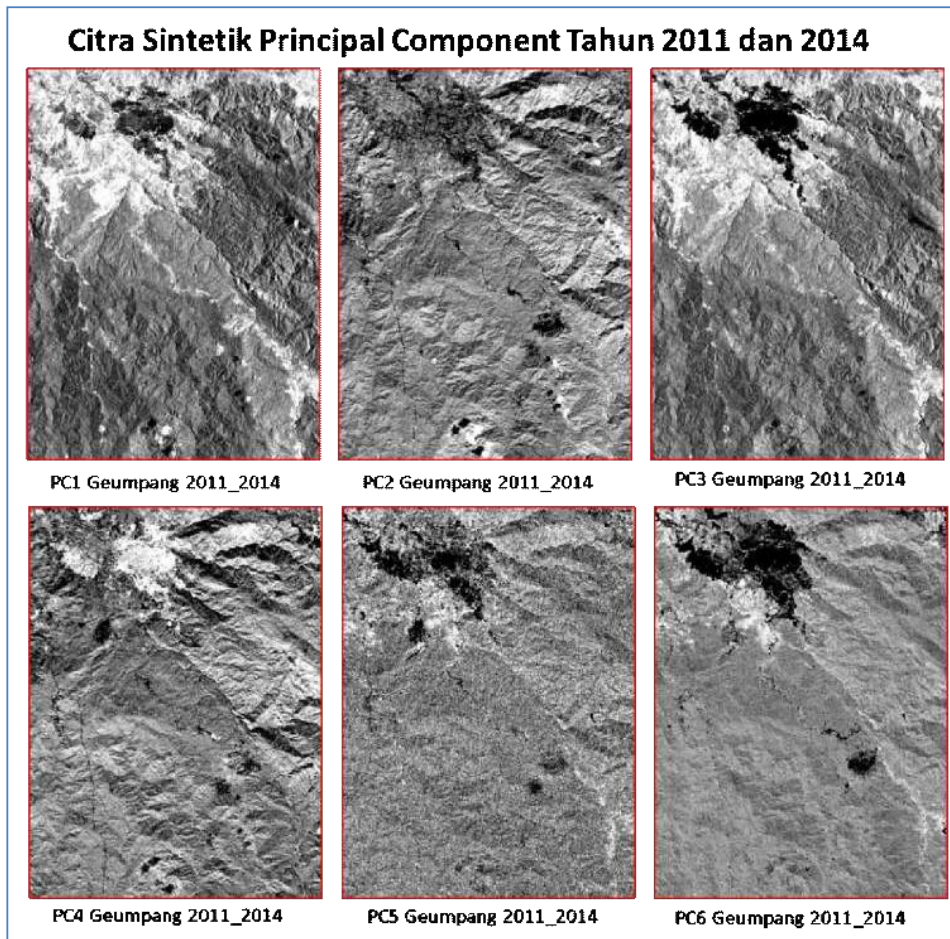 Citra Sintetik Principal Component Tahun 2011 dan 2014
PC1 Geumpang 2011_2014
PC2 Geumpang 2011_2014
PC3 Geumpang 2011_2014
PC4 Geumpang 2011_2014
PC5 Geumpang 2011_2014
PC6 Geumpang 2011_2014